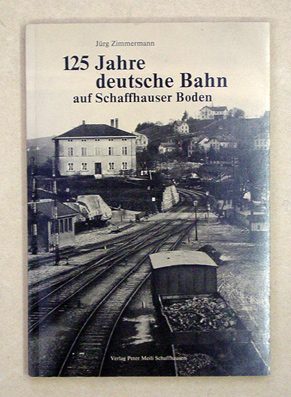 Jürg Zimmermann
125 Jahre
deutsche Bahn
auf Schaffhauser Boden
Verlag Peter Meili Schaffhausen